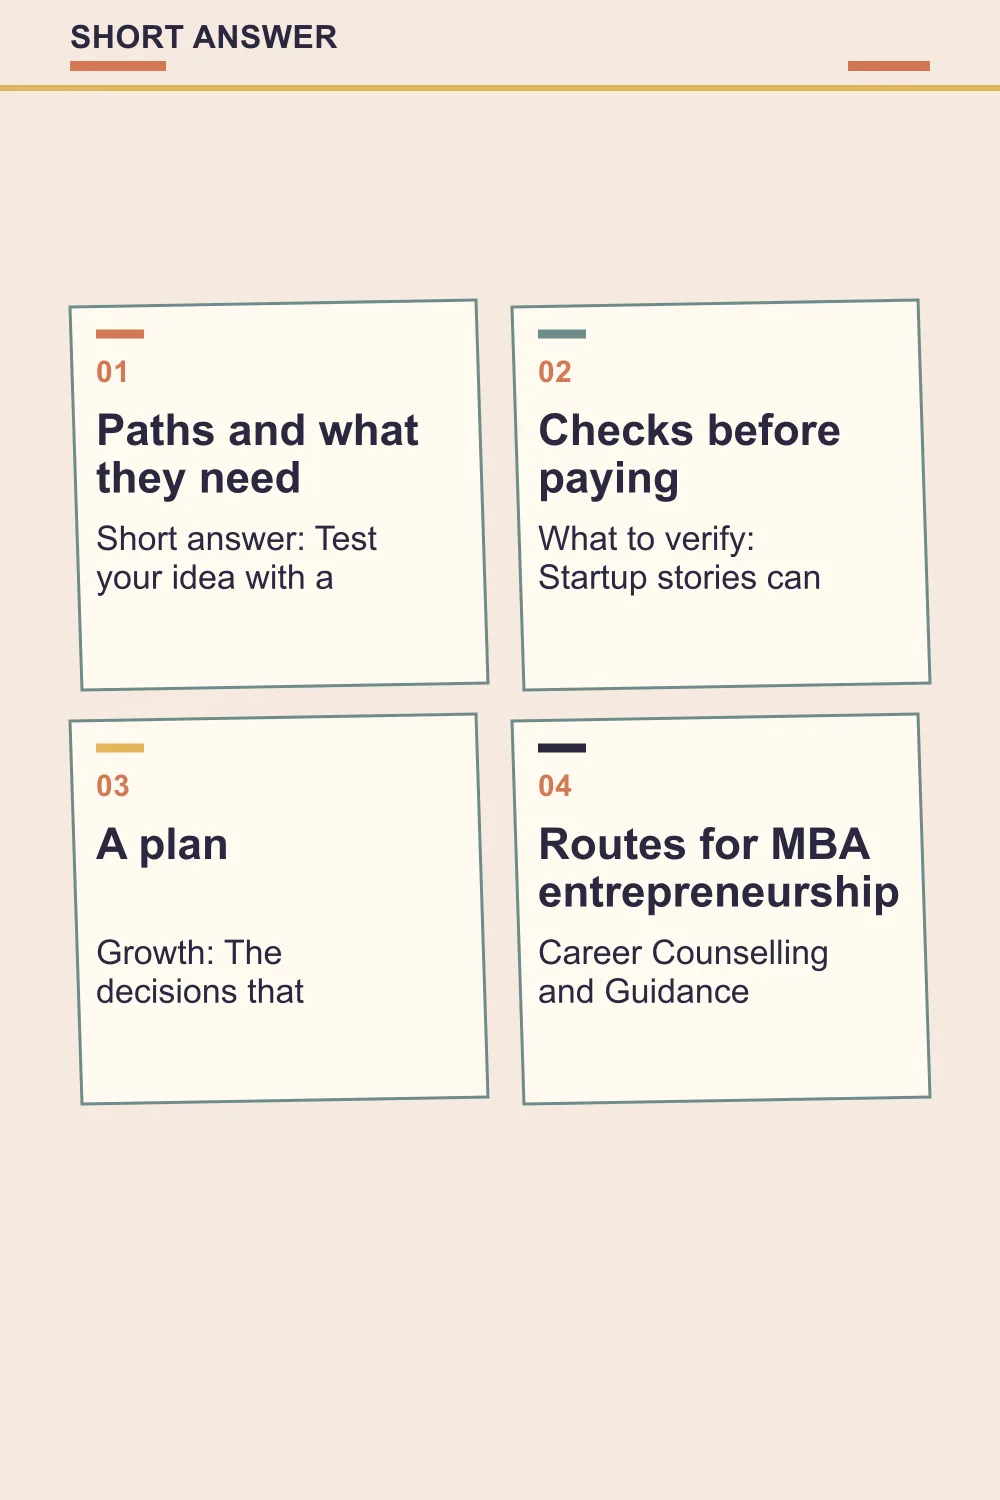 SHORT ANSWER
01
Paths and what
they need
Short answer: Test
your idea with a
02
Checks before
paying
What to verify:
Startup stories can
03
A plan
Growth: The
decisions that
04
Routes for MBA
entrepreneurship
Career Counselling
and Guidance